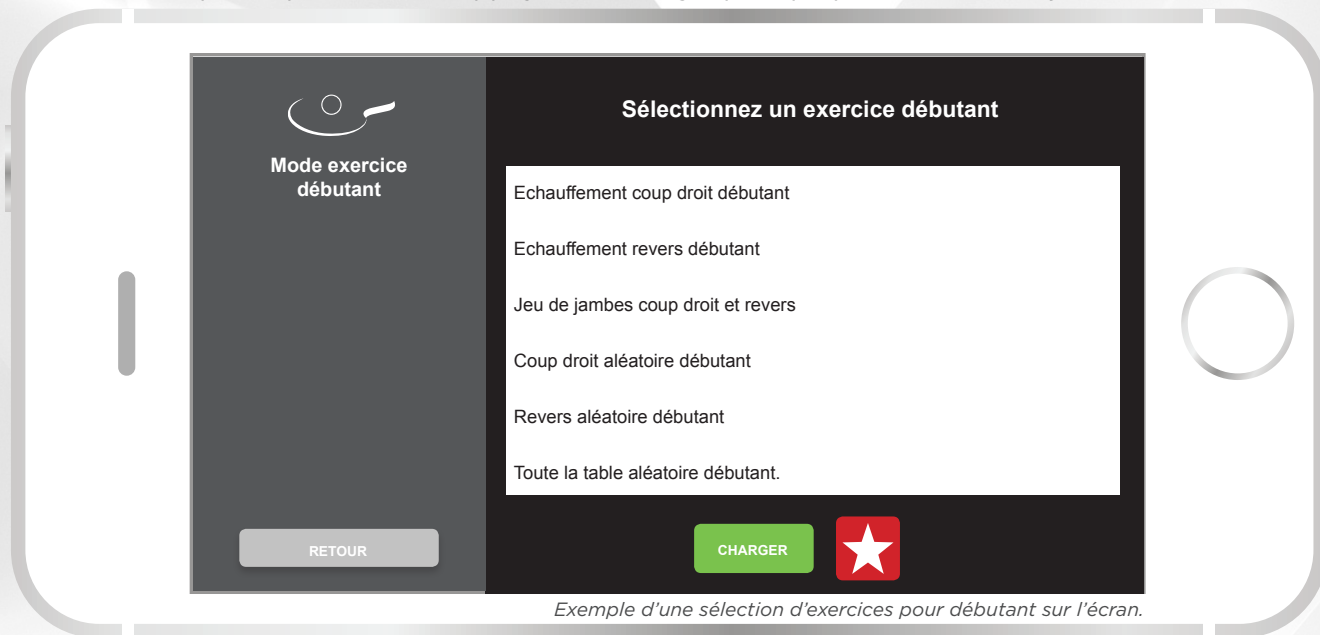 Mode exercice
débutant
RETOUR
Sélectionnez un exercice débutant
Echauffement coup droit débutant
Echauffement revers débutant
Jeu de jambes coup droit et revers
Coup droit aléatoire débutant
Revers aléatoire débutant
Toute la table aléatoire débutant.
CHARGER
Exemple d'une sélection d'exercices pour débutant sur l'écran.